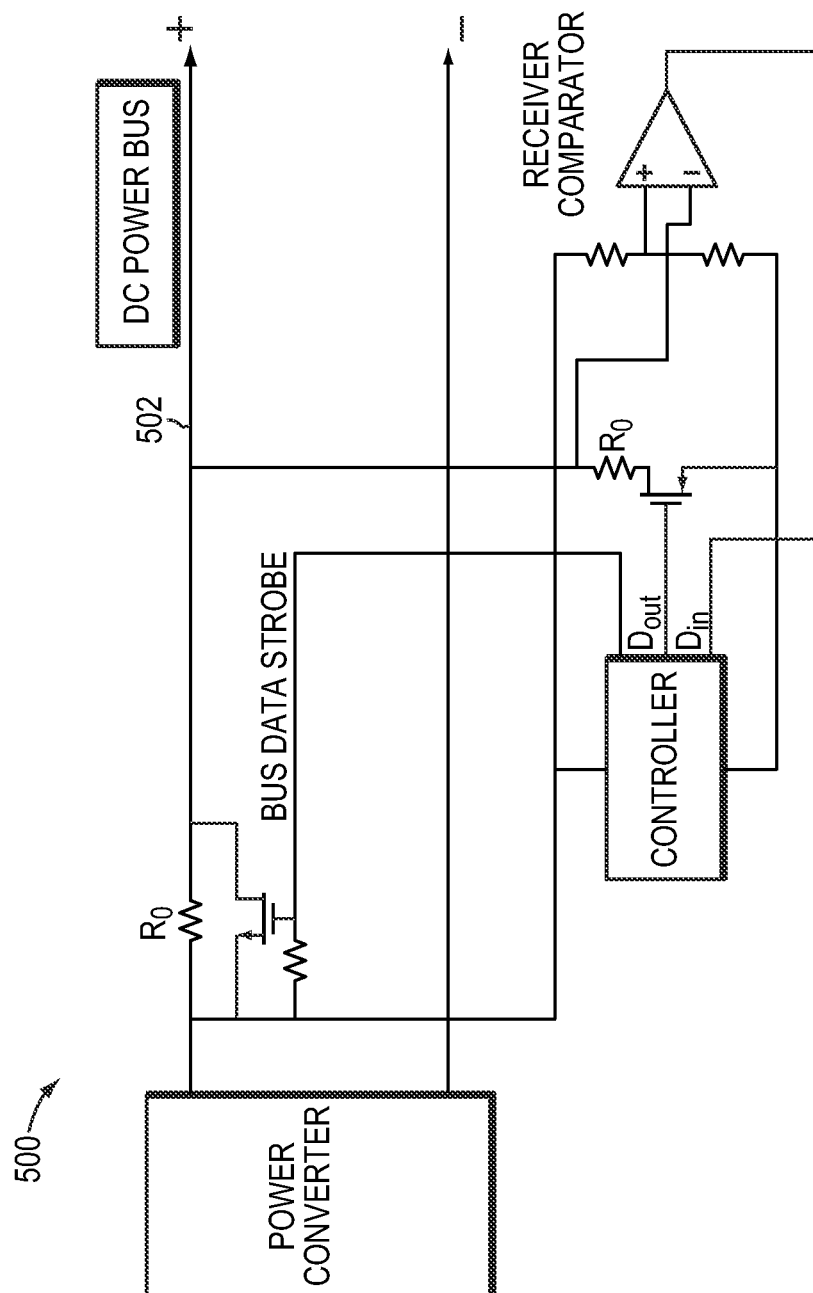 500
POWER
CONVERTER
R0
BUS DATA STROBE
502
DC POWER BUS
+
−
CONTROLLER
Dout
Din
R0
RECEIVER
COMPARATOR
+
−